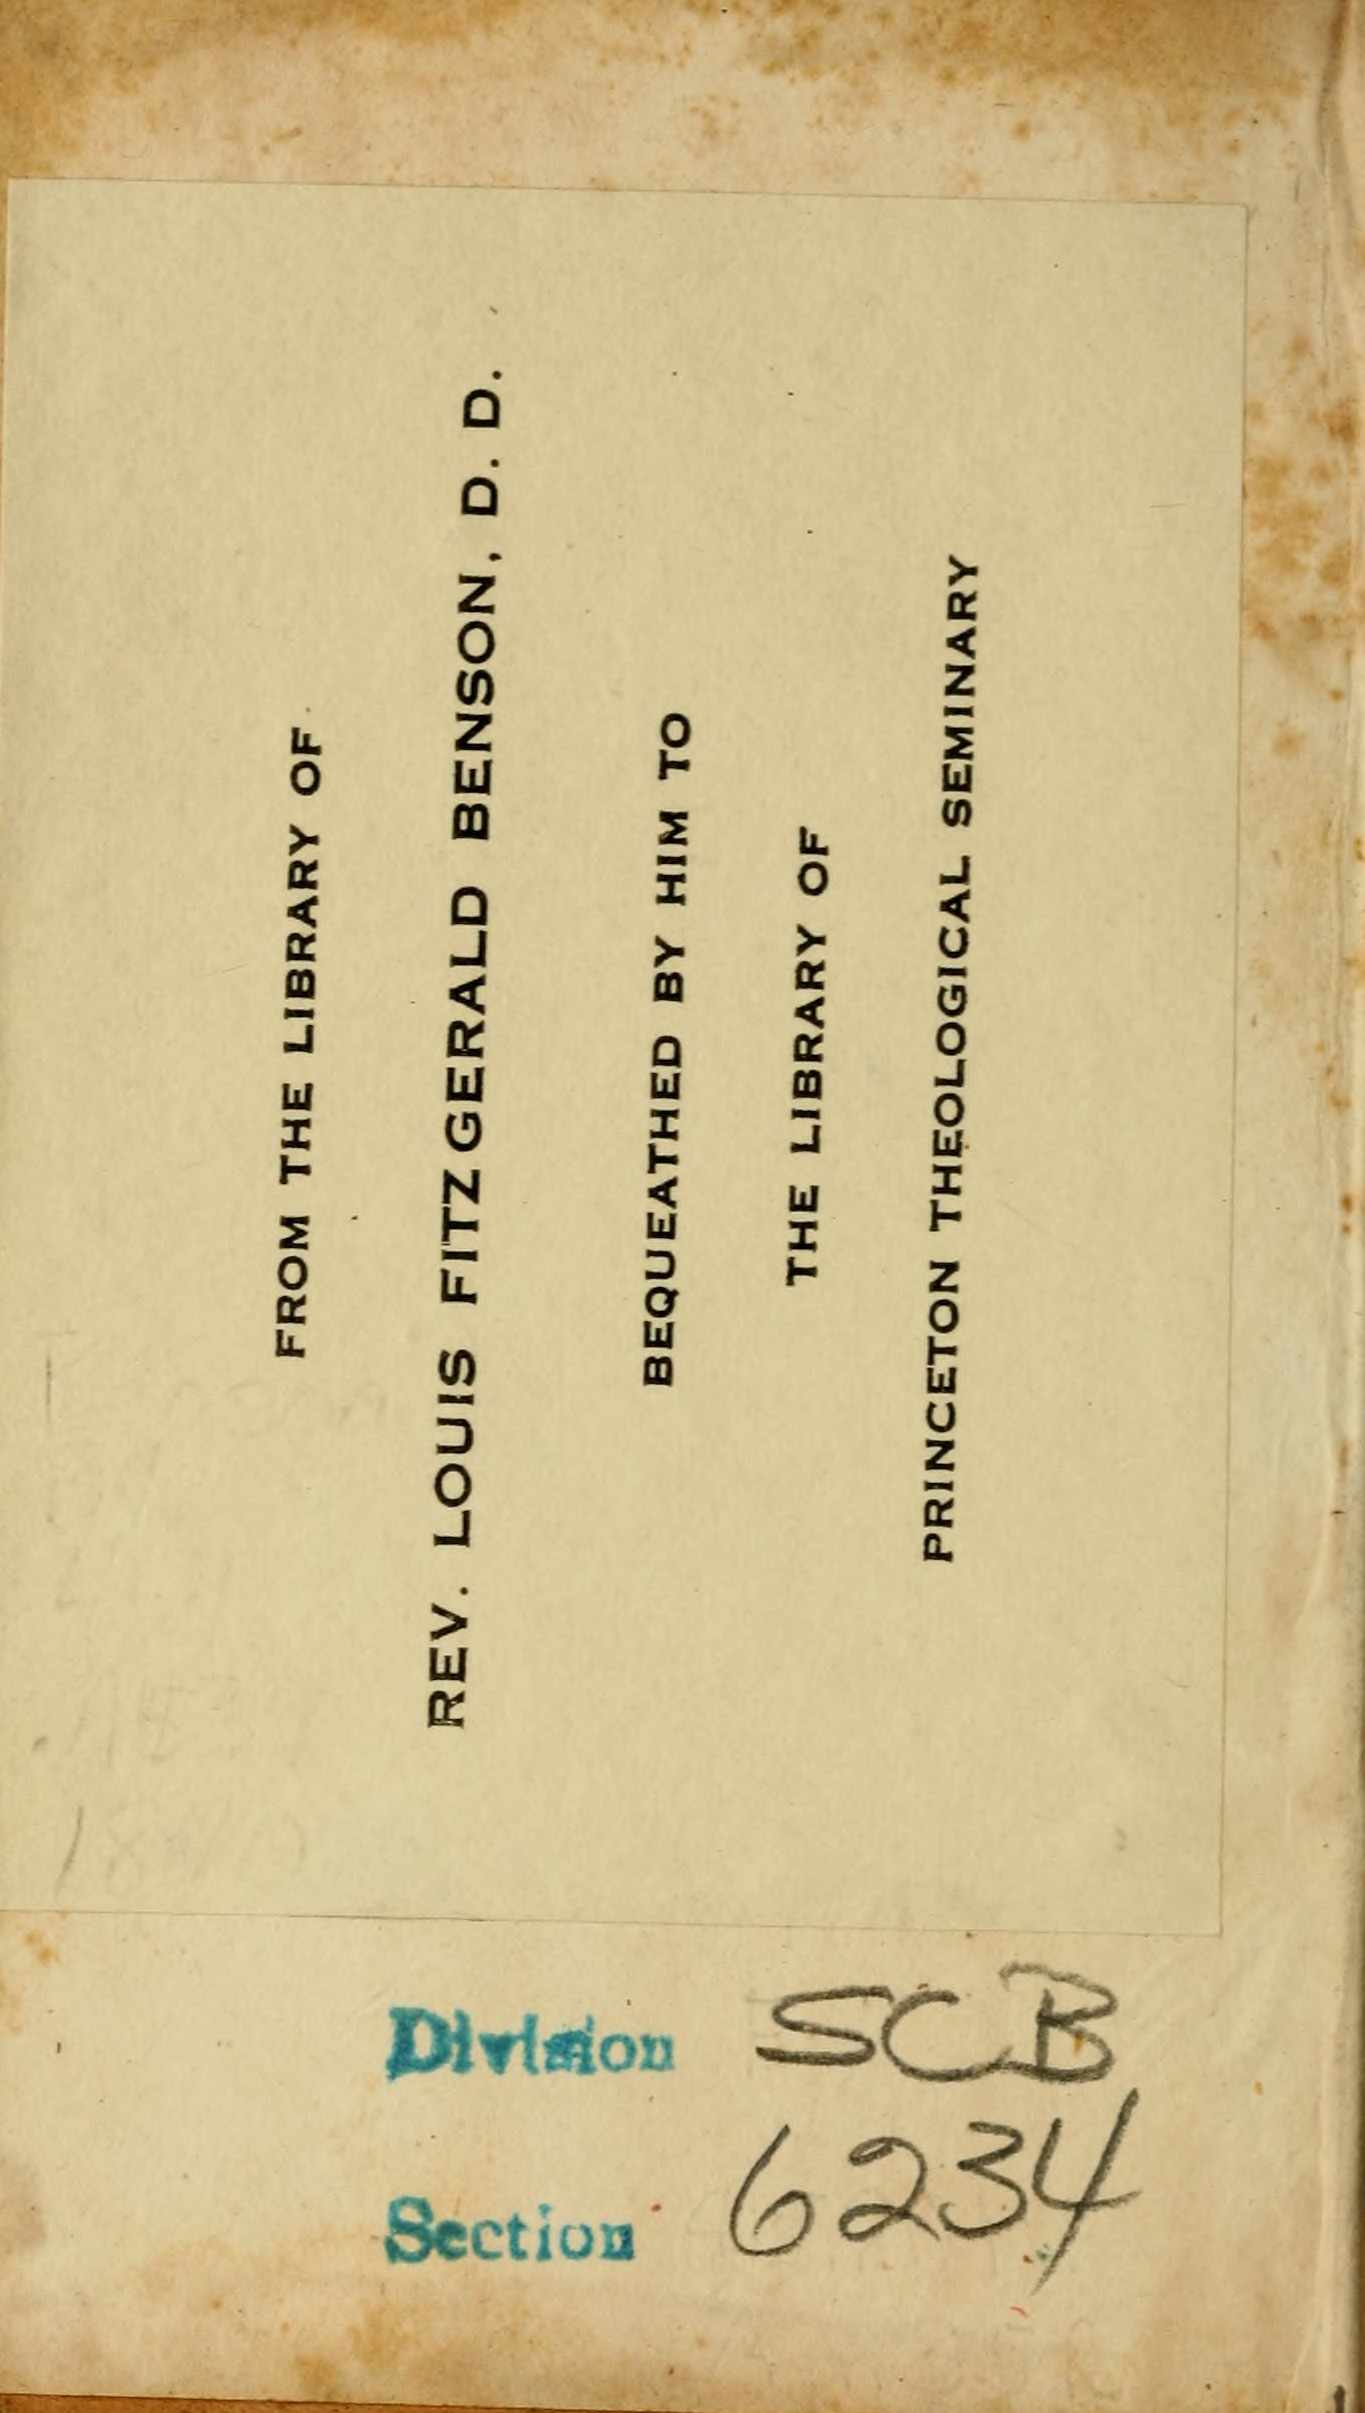 FROM THE LIBRARY OF
REV. LOUIS FITZGERALD BENSON, D. D.
BEQUEATHED BY HIM TO
THE LIBRARY OF
PRINCETON THEOLOGICAL SEMINARY
Division SCB
Section 6234